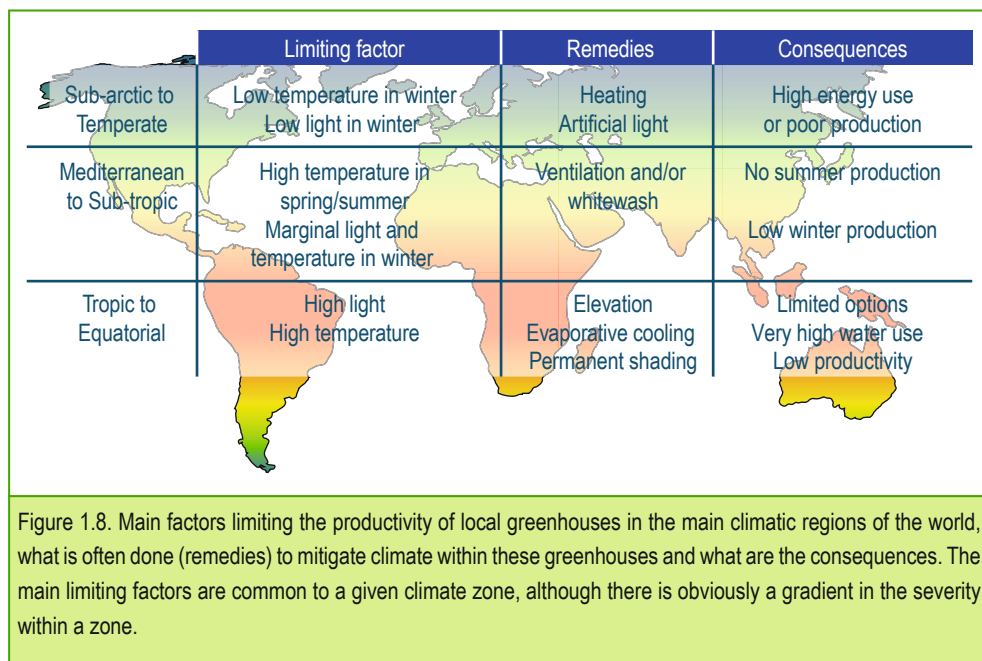 Limiting factor Remedies Consequences
Sub-arctic to Low temperature in winter Heating High energy use
Temperate Low light in winter Artificial light or poor production
Mediterranean High temperature in Ventilation and/or No summer production
to Sub-tropic spring/summer whitewash
Marginal light and Low winter production
temperature in winter
Tropic to High light Elevation Limited options
Equatorial High temperature Evaporative cooling Very high water use
Permanent shading Low productivity
Figure 1.8. Main factors limiting the productivity of local greenhouses in the main climatic regions of the world,
what is often done (remedies) to mitigate climate within these greenhouses and what are the consequences. The
main limiting factors are common to a given climate zone, although there is obviously a gradient in the severity
within a zone.